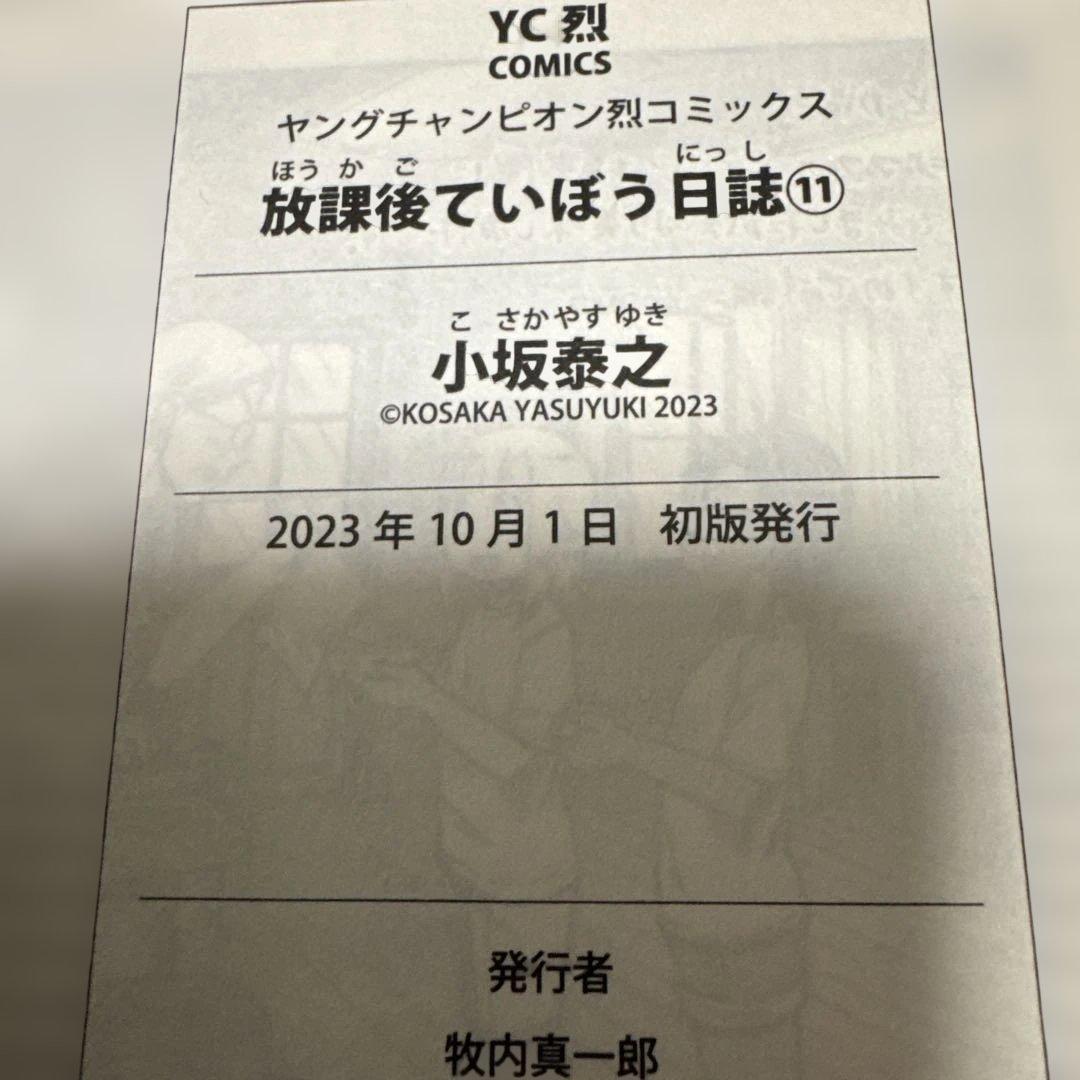 YC 烈
COMICS
ヤングチャンピオン烈コミックス
ほう か ご にっ し
放課後ていぼう日誌⑪
こ さか やす ゆき
小坂泰之
©KOSAKA YASUYUKI 2023
2023 年 10 月 1 日 初版発行
発行者
牧内真一郎